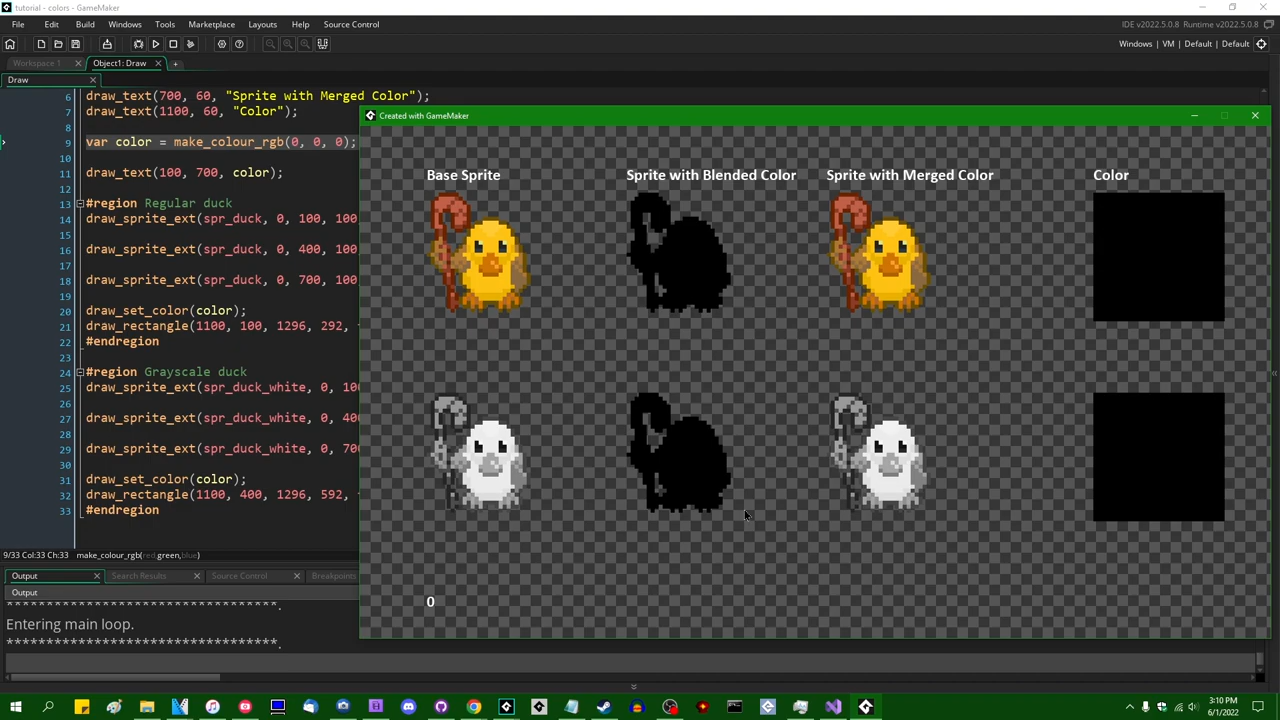 tutorial - colors - GameMaker
File Edit Build Windows Tools Marketplace Layouts Help Source Control
IDE v2022.5.0.8 Runtime v2022.5.0.8
Windows | VM | Default | Default
Workspace 1
Object1: Draw
Draw
6 draw_text(700, 60, "Sprite with Merged Color");
7 draw_text(1100, 60, "Color");
8
9 var color = make_colour_rgb(0, 0, 0);
10
11 draw_text(100, 700, color);
12
13 #region Regular duck
14 draw_sprite_ext(spr_duck, 0, 100, 100
15
16 draw_sprite_ext(spr_duck, 0, 400, 100
17
18 draw_sprite_ext(spr_duck, 0, 700, 100
19
20 draw_set_color(color);
21 draw_rectangle(1100, 100, 1296, 292,
22 #endregion
23
24 #region Grayscale duck
25 draw_sprite_ext(spr_duck_white, 0, 10
26
27 draw_sprite_ext(spr_duck_white, 0, 40
28
29 draw_sprite_ext(spr_duck_white, 0, 70
30
31 draw_set_color(color);
32 draw_rectangle(1100, 400, 1296, 592,
33 #endregion
9/33 Col:33 Ch:33 make_colour_rgb(red,green,blue)
Output Search Results Source Control Breakpoints
Output
**********************************.
Entering main loop.
**********************************.
Created with GameMaker
Base Sprite
Sprite with Blended Color
Sprite with Merged Color
Color
0
3:10 PM
6/1/2022